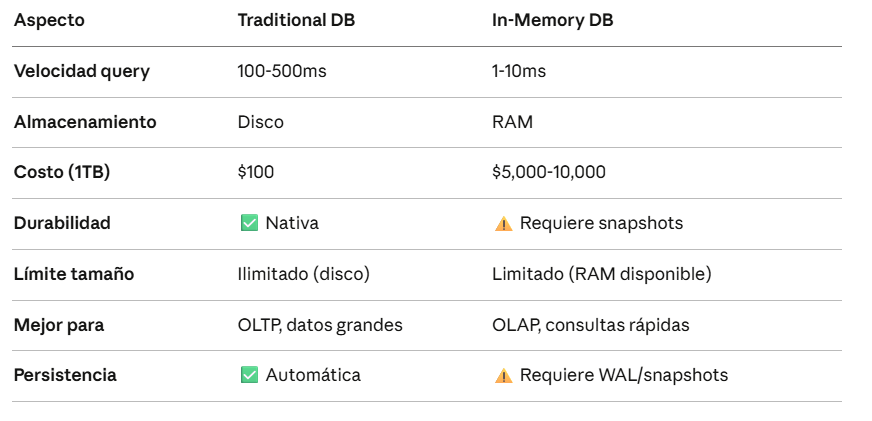 Aspecto Traditional DB In-Memory DB
Velocidad query 100-500ms 1-10ms
Almacenamiento Disco RAM
Costo (1TB) $100 $5,000-10,000
Durabilidad ✅ Nativa ⚠️ Requiere snapshots
Límite tamaño Ilimitado (disco) Limitado (RAM disponible)
Mejor para OLTP, datos grandes OLAP, consultas rápidas
Persistencia ✅ Automática ⚠️ Requiere WAL/snapshots